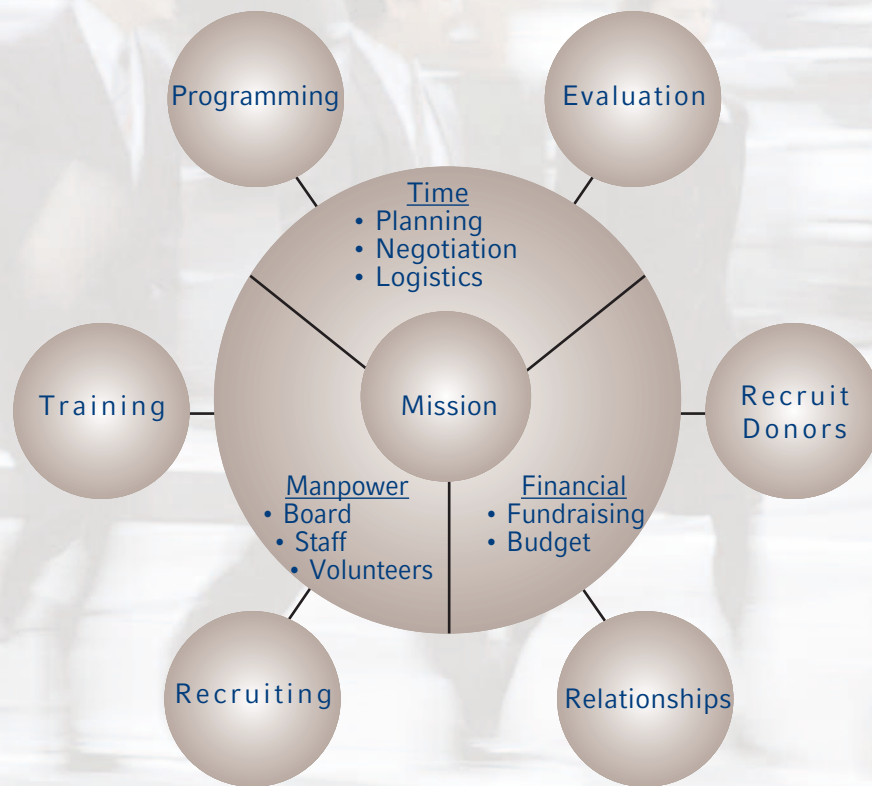 Programming
Evaluation
Time
• Planning
• Negotiation
• Logistics
Training
Mission
Recruit
Donors
Manpower
• Board
• Staff
• Volunteers
Financial
• Fundraising
• Budget
Recruiting
Relationships